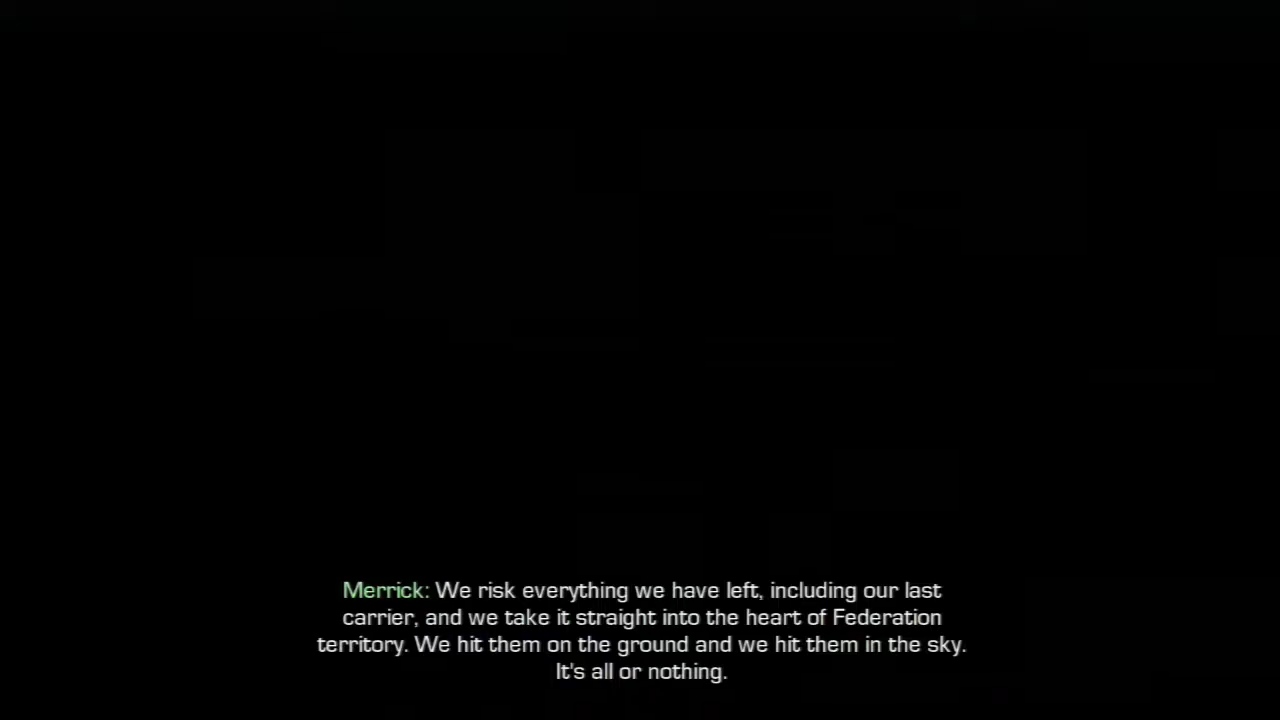 Merrick: We risk everything we have left, including our last
carrier, and we take it straight into the heart of Federation
territory. We hit them on the ground and we hit them in the sky.
It's all or nothing.